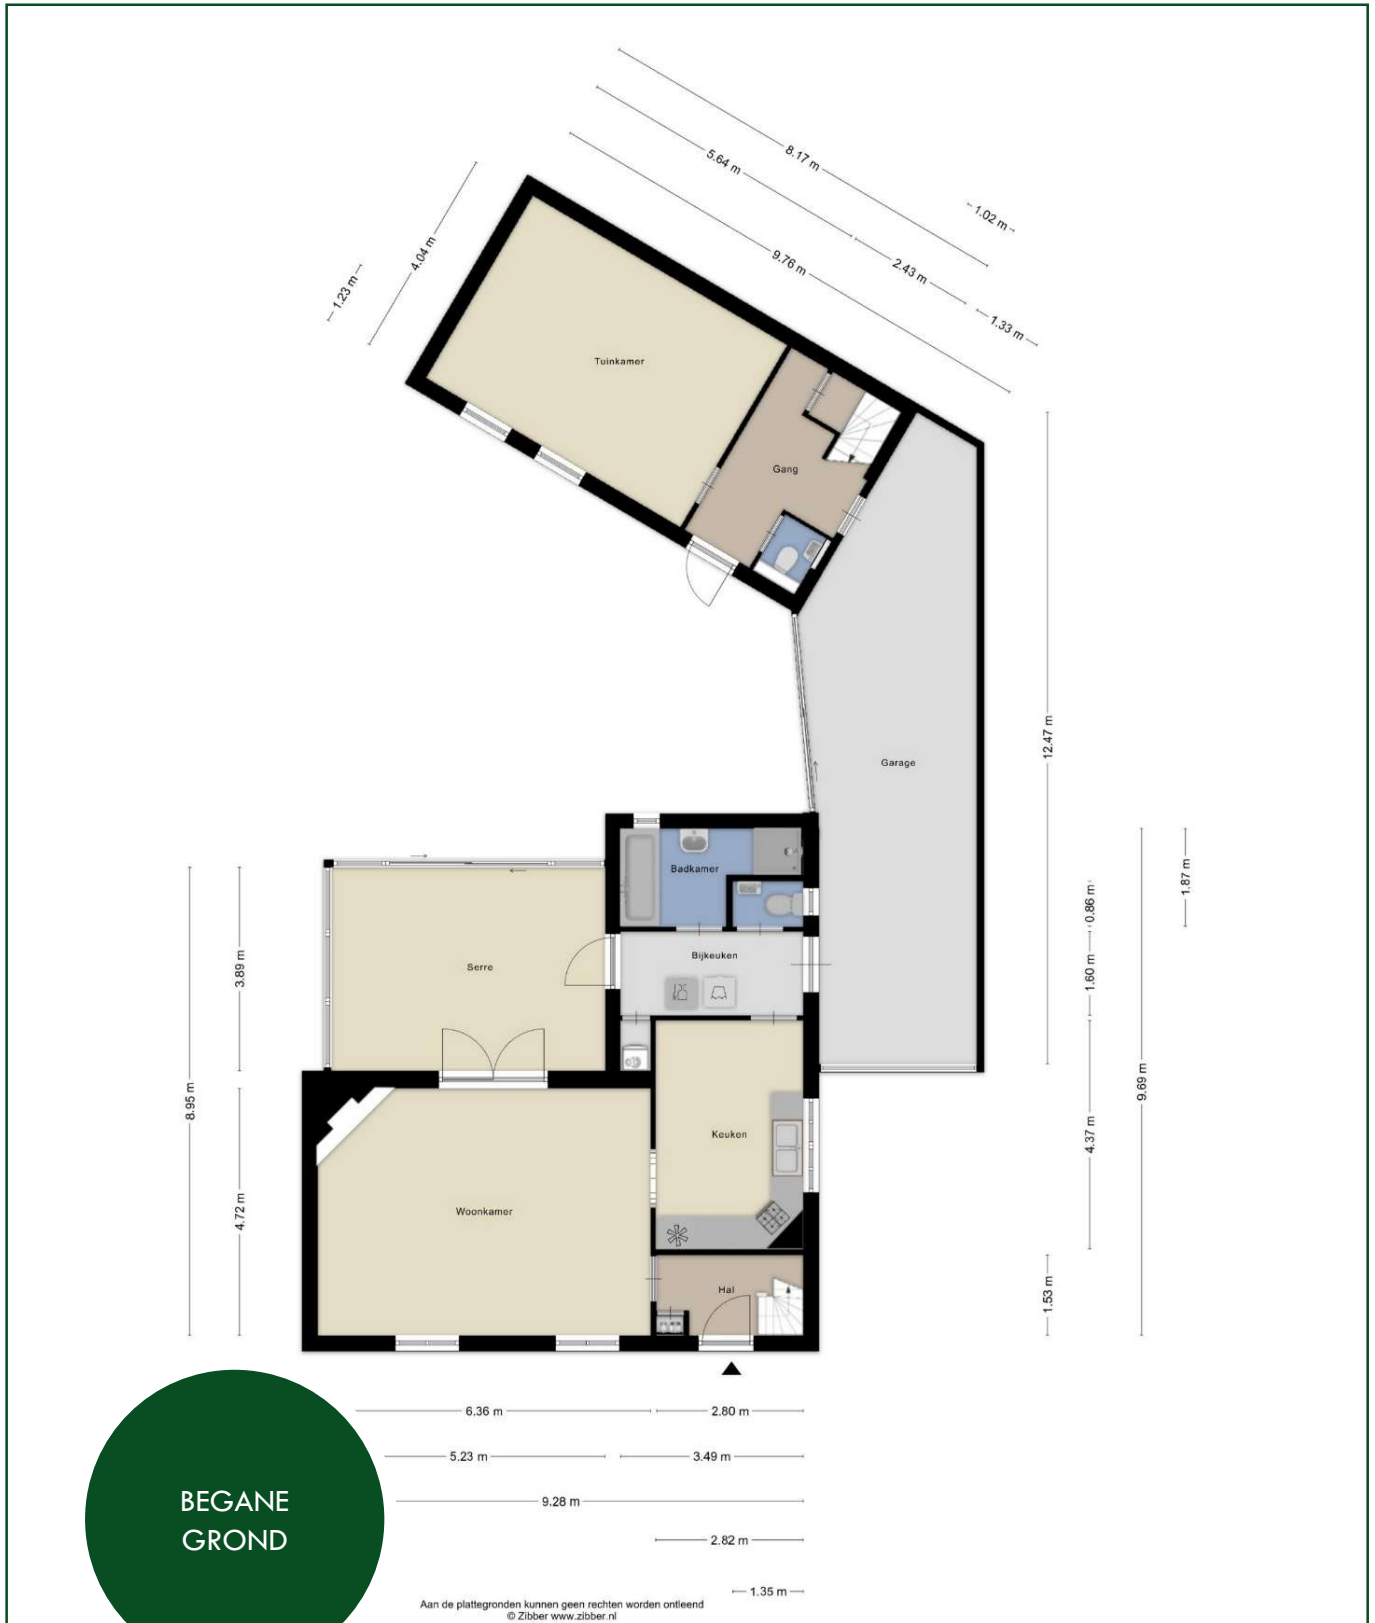 8.17 m
5.64 m
1.02 m
9.76 m
4.04 m
2.43 m
1.23 m
1.33 m
Tuinkamer
Gang
12.47 m
Garage
Badkamer
1.87 m
0.86 m
Bijkeuken
Serre
3.89 m
1.60 m
9.69 m
8.95 m
Keuken
4.37 m
4.72 m
Woonkamer
Hal
1.53 m
6.36 m
2.80 m
5.23 m
3.49 m
9.28 m
2.82 m
1.35 m
BEGANE
GROND
Aan de plattegronden kunnen geen rechten worden ontleend
© Zibber www.zibber.nl